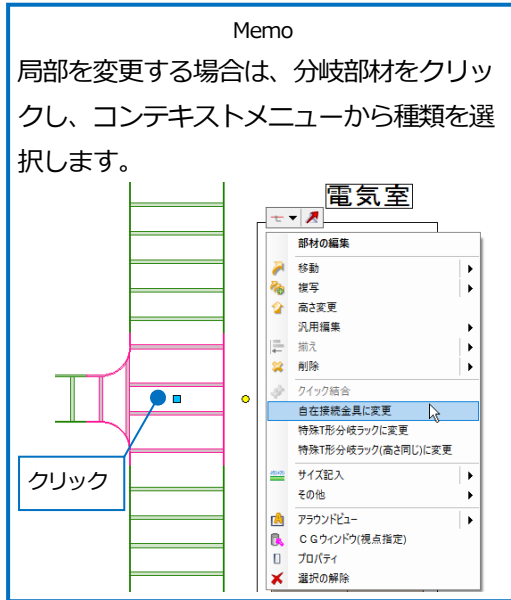 Memo
局部を変更する場合は、分岐部材をクリッ
クし、コンテキストメニューから種類を選
択します。
電気室
部材の編集
移動
複写
高さ変更
汎用編集
揃え
削除
クイック結合
自在接続金具に変更
特殊T形分岐ラックに変更
特殊T形分岐ラック(高さ同じ)に変更
クリック
サイズ記入
その他
アラウンドビュー
CGウィンドウ(視点指定)
プロパティ
選択の解除